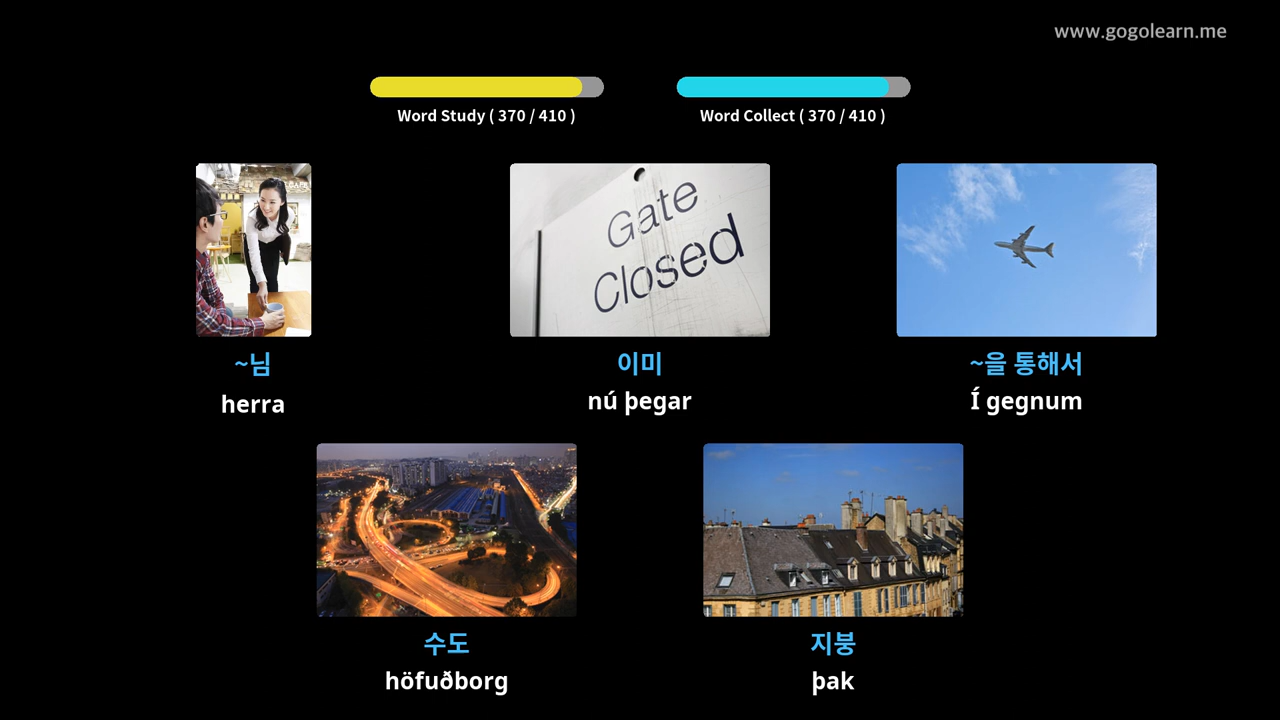 www.gogolearn.me
Word Study ( 370 / 410 )
Word Collect ( 370 / 410 )
Gate
Closed
~님
herra
이미
nú þegar
~을 통해서
Í gegnum
수도
höfuðborg
지붕
þak